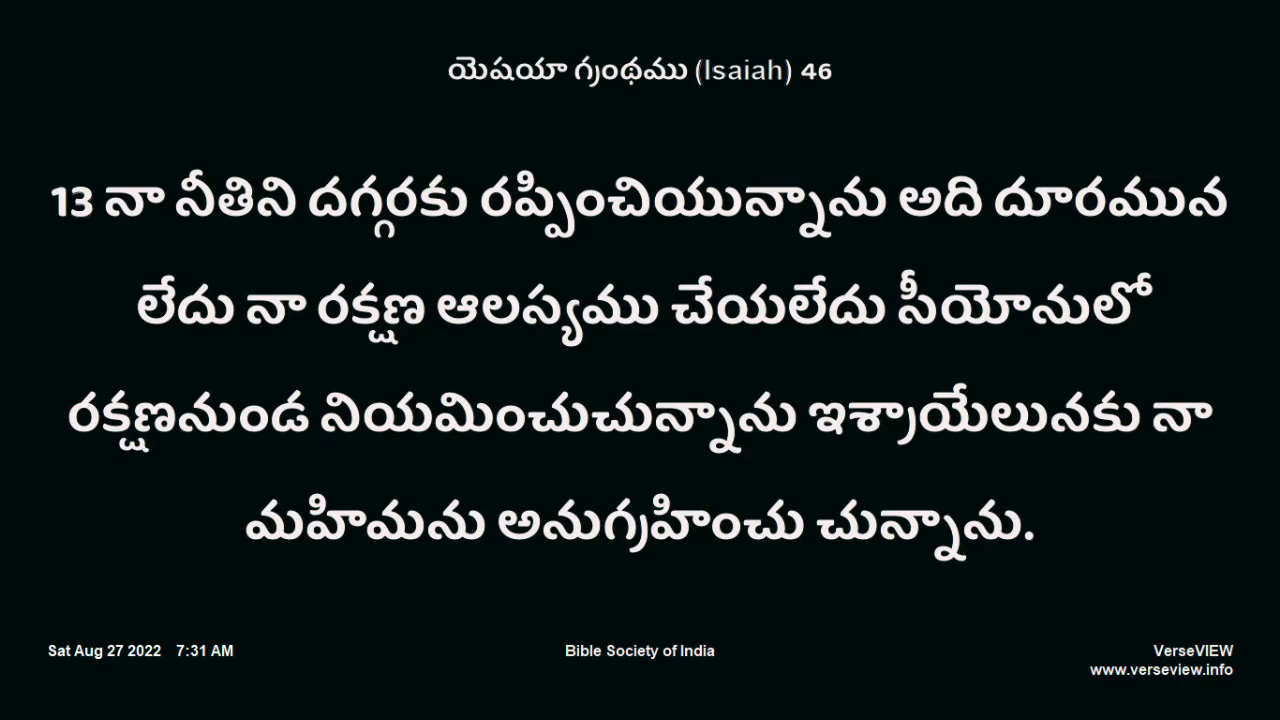 యెషయా గ్రంథము (Isaiah) 46
13 నా నీతిని దగ్గరకు రప్పించియున్నాను అది దూరమున
లేదు నా రక్షణ ఆలస్యము చేయలేదు సీయోనులో
రక్షణనుండ నియమించుచున్నాను ఇశ్రాయేలునకు నా
మహిమను అనుగ్రహించు చున్నాను.
Sat Aug 27 2022 7:31 AM
Bible Society of India
VerseVIEW
www.verseview.info